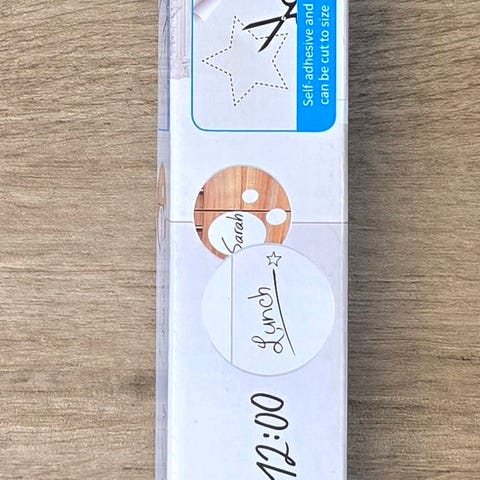 Self-adhesive and
can be cut to size
Sarah
Lunch
12:00